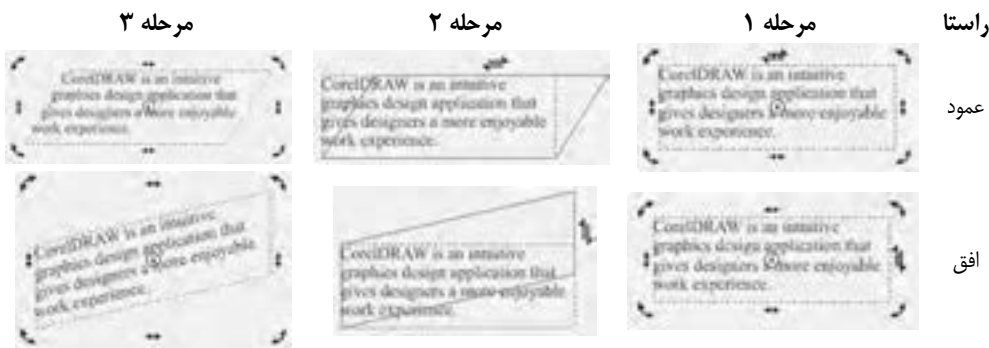 راستا مرحله ۱ مرحله ۲ مرحله ۳
عمود
CorelDRAW is an intuitive
graphics design application that
gives designers a more enjoyable
work experience.
CorelDRAW is an intuitive
graphics design application that
gives designers a more enjoyable
work experience.
CorelDRAW is an intuitive
graphics design application that
gives designers a more enjoyable
work experience.
افق
CorelDRAW is an intuitive
graphics design application that
gives designers a more enjoyable
work experience.
CorelDRAW is an intuitive
graphics design application that
gives designers a more enjoyable
work experience.
CorelDRAW is an intuitive
graphics design application that
gives designers a more enjoyable
work experience.